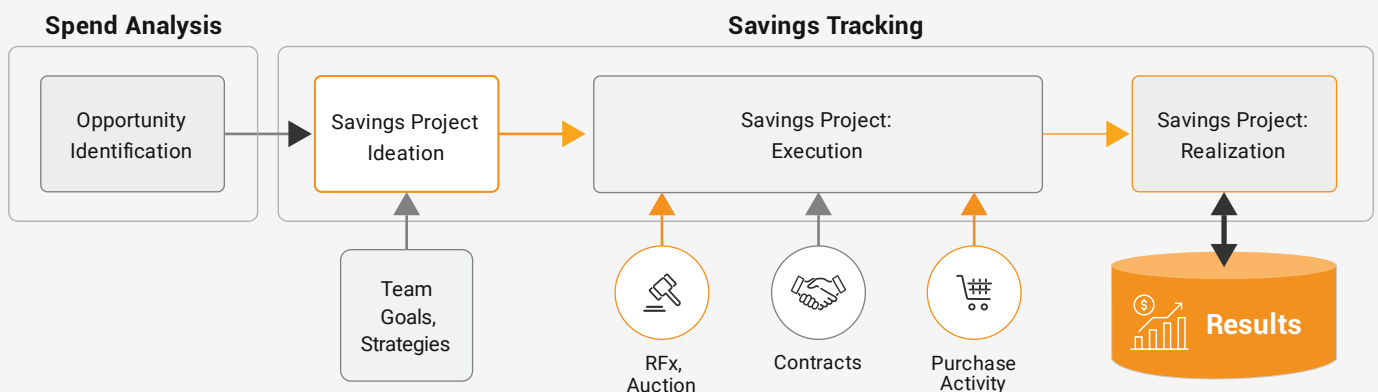 Spend Analysis
Savings Tracking
Opportunity
Identification
Savings Project
Ideation
Savings Project:
Execution
Savings Project:
Realization
Team
Goals,
Strategies
RFx,
Auction
Contracts
Purchase
Activity
$
Results